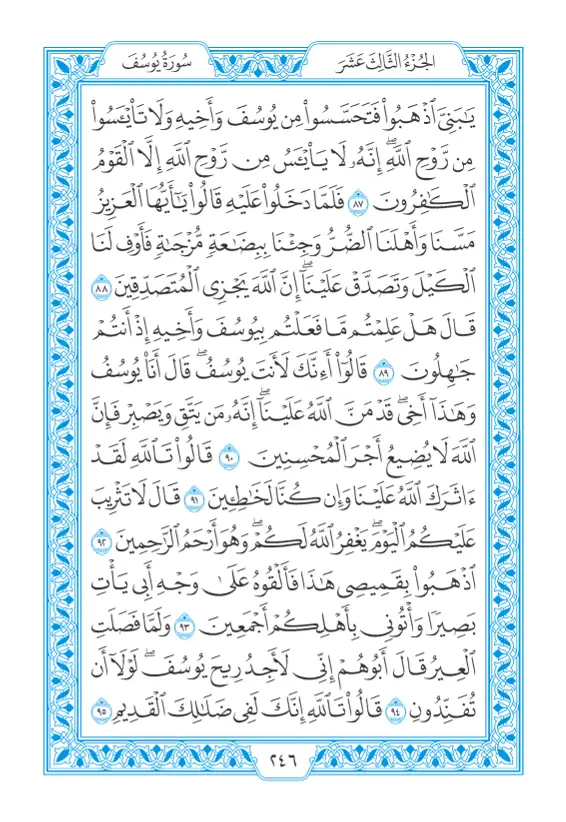 الجُزْءُ الثَّالِثَ عَشَرَ
سُورَةُ يُوسُفَ
يَـٰبَنِىَّ ٱذْهَبُوا۟ فَتَحَسَّسُوا۟ مِن يُوسُفَ وَأَخِيهِ وَلَا تَا۟يْـَٔسُوا۟
مِن رَّوْحِ ٱللَّهِ ۖ إِنَّهُۥ لَا يَا۟يْـَٔسُ مِن رَّوْحِ ٱللَّهِ إِلَّا ٱلْقَوْمُ
ٱلْكَـٰفِرُونَ ٨٧ فَلَمَّا دَخَلُوا۟ عَلَيْهِ قَالُوا۟ يَـٰٓأَيُّهَا ٱلْعَزِيزُ
مَسَّنَا وَأَهْلَنَا ٱلضُّرُّ وَجِئْنَا بِبِضَـٰعَةٍ مُّزْجَىٰةٍ فَأَوْفِ لَنَا
ٱلْكَيْلَ وَتَصَدَّقْ عَلَيْنَآ ۖ إِنَّ ٱللَّهَ يَجْزِى ٱلْمُتَصَدِّقِينَ ٨٨
قَالَ هَلْ عَلِمْتُم مَّا فَعَلْتُم بِيُوسُفَ وَأَخِيهِ إِذْ أَنتُمْ
جَـٰهِلُونَ ٨٩ قَالُوٓا۟ أَءِنَّكَ لَأَنتَ يُوسُفُ ۖ قَالَ أَنَا۠ يُوسُفُ
وَهَـٰذَآ أَخِى ۖ قَدْ مَنَّ ٱللَّهُ عَلَيْنَآ ۖ إِنَّهُۥ مَن يَتَّقِ وَيَصْبِرْ فَإِنَّ
ٱللَّهَ لَا يُضِيعُ أَجْرَ ٱلْمُحْسِنِينَ ٩٠ قَالُوا۟ تَٱللَّهِ لَقَدْ
ءَاثَرَكَ ٱللَّهُ عَلَيْنَا وَإِن كُنَّا لَخَـٰطِـِٔينَ ٩١ قَالَ لَا تَثْرِيبَ
عَلَيْكُمُ ٱلْيَوْمَ ۖ يَغْفِرُ ٱللَّهُ لَكُمْ ۖ وَهُوَ أَرْحَمُ ٱلرَّٰحِمِينَ ٩٢
ٱذْهَبُوا۟ بِقَمِيصِى هَـٰذَا فَأَلْقُوهُ عَلَىٰ وَجْهِ أَبِى يَأْتِ
بَصِيرًا وَأْتُونِى بِأَهْلِكُمْ أَجْمَعِينَ ٩٣ وَلَمَّا فَصَلَتِ
ٱلْعِيرُ قَالَ أَبُوهُمْ إِنِّى لَأَجِدُ رِيحَ يُوسُفَ ۖ لَوْلَآ أَن
تُفَنِّدُونِ ٩٤ قَالُوا۟ تَٱللَّهِ إِنَّكَ لَفِى ضَلَـٰلِكَ ٱلْقَدِيمِ ٩٥
٢٤٦